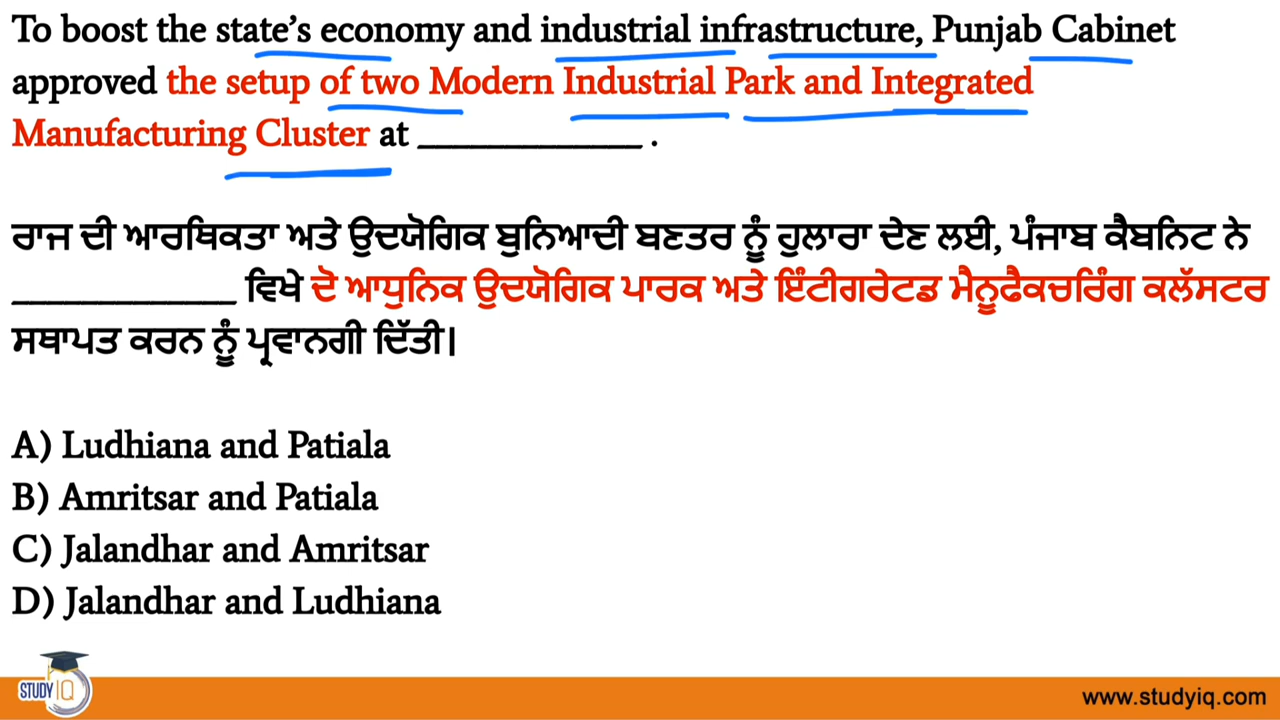 To boost the state’s economy and industrial infrastructure, Punjab Cabinet
approved the setup of two Modern Industrial Park and Integrated
Manufacturing Cluster at ____________ .
ਰਾਜ ਦੀ ਆਰਥਿਕਤਾ ਅਤੇ ਉਦਯੋਗਿਕ ਬੁਨਿਆਦੀ ਬਣਤਰ ਨੂੰ ਹੁਲਾਰਾ ਦੇਣ ਲਈ, ਪੰਜਾਬ ਕੈਬਨਿਟ ਨੇ
____________ ਵਿਖੇ ਦੋ ਆਧੁਨਿਕ ਉਦਯੋਗਿਕ ਪਾਰਕ ਅਤੇ ਇੰਟੀਗਰੇਟਡ ਮੈਨੂਫੈਕਚਰਿੰਗ ਕਲੱਸਟਰ
ਸਥਾਪਤ ਕਰਨ ਨੂੰ ਪ੍ਰਵਾਨਗੀ ਦਿੱਤੀ।
A) Ludhiana and Patiala
B) Amritsar and Patiala
C) Jalandhar and Amritsar
D) Jalandhar and Ludhiana
STUDY IQ
www.studyiq.com